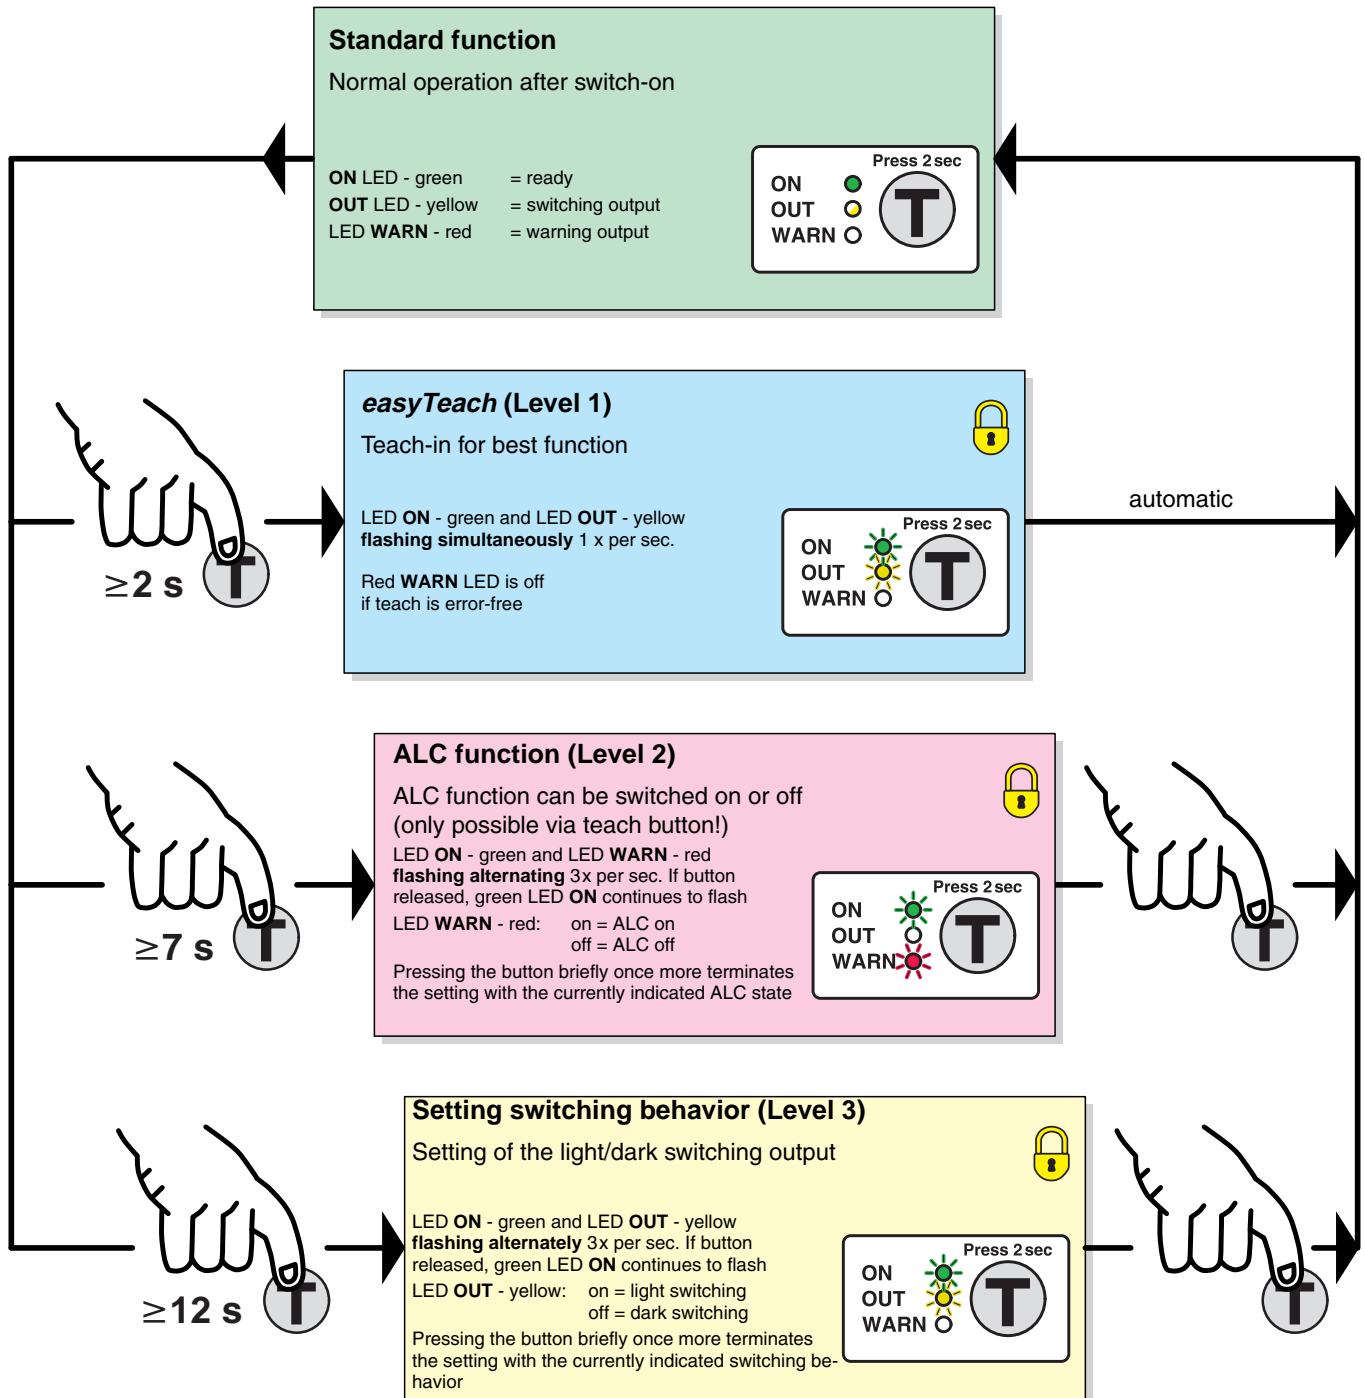 Standard function
Normal operation after switch-on
ON LED - green = ready
OUT LED - yellow = switching output
LED WARN - red = warning output
Press 2 sec
ON
OUT
WARN
T
easyTeach (Level 1)
Teach-in for best function
LED ON - green and LED OUT - yellow
flashing simultaneously 1 x per sec.
Red WARN LED is off
if teach is error-free
Press 2 sec
ON
OUT
WARN
T
≥2 s
T
automatic
ALC function (Level 2)
ALC function can be switched on or off
(only possible via teach button!)
LED ON - green and LED WARN - red
flashing alternating 3x per sec. If button
released, green LED ON continues to flash
LED WARN - red: on = ALC on
off = ALC off
Pressing the button briefly once more terminates
the setting with the currently indicated ALC state
Press 2 sec
ON
OUT
WARN
T
≥7 s
T
T
Setting switching behavior (Level 3)
Setting of the light/dark switching output
LED ON - green and LED OUT - yellow
flashing alternately 3x per sec. If button
released, green LED ON continues to flash
LED OUT - yellow: on = light switching
off = dark switching
Pressing the button briefly once more terminates
the setting with the currently indicated switching be-
havior
Press 2 sec
ON
OUT
WARN
T
≥12 s
T
T